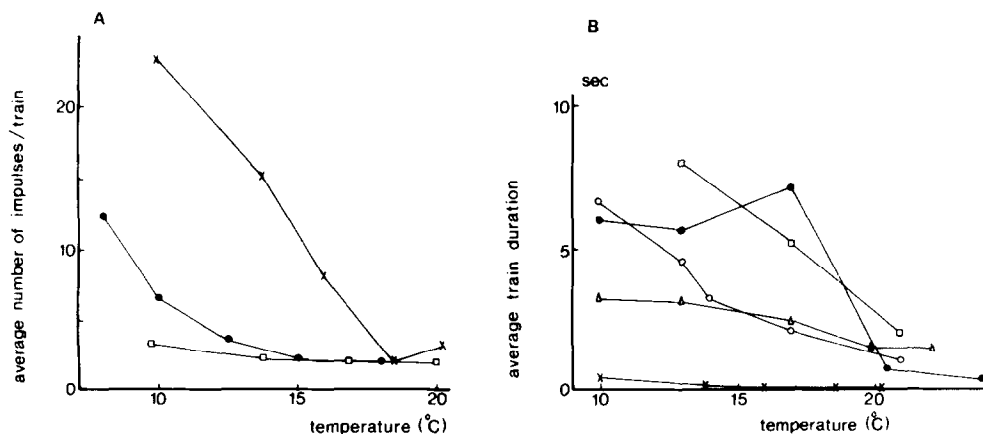 A
average number of impulses / train
20
10
0
10
15
20
temperature (°C)
B
sec
average train duration
10
5
0
10
15
20
temperature (°C)